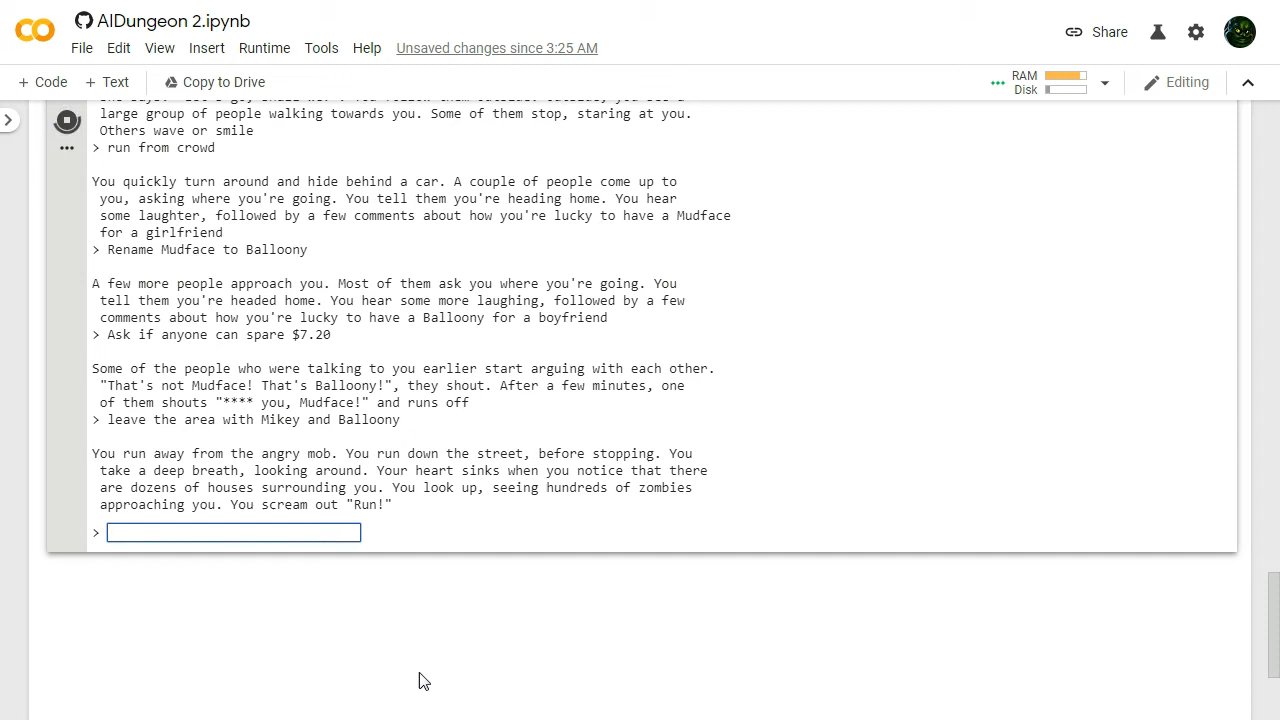 AIDungeon 2.ipynb
File Edit View Insert Runtime Tools Help Unsaved changes since 3:25 AM
Share
+ Code + Text Copy to Drive
RAM
Disk
Editing
large group of people walking towards you. Some of them stop, staring at you.
Others wave or smile
> run from crowd
You quickly turn around and hide behind a car. A couple of people come up to
you, asking where you're going. You tell them you're heading home. You hear
some laughter, followed by a few comments about how you're lucky to have a Mudface
for a girlfriend
> Rename Mudface to Balloony
A few more people approach you. Most of them ask you where you're going. You
tell them you're headed home. You hear some more laughing, followed by a few
comments about how you're lucky to have a Balloony for a boyfriend
> Ask if anyone can spare $7.20
Some of the people who were talking to you earlier start arguing with each other.
"That's not Mudface! That's Balloony!", they shout. After a few minutes, one
of them shouts "**** you, Mudface!" and runs off
> leave the area with Mikey and Balloony
You run away from the angry mob. You run down the street, before stopping. You
take a deep breath, looking around. Your heart sinks when you notice that there
are dozens of houses surrounding you. You look up, seeing hundreds of zombies
approaching you. You scream out "Run!"
>